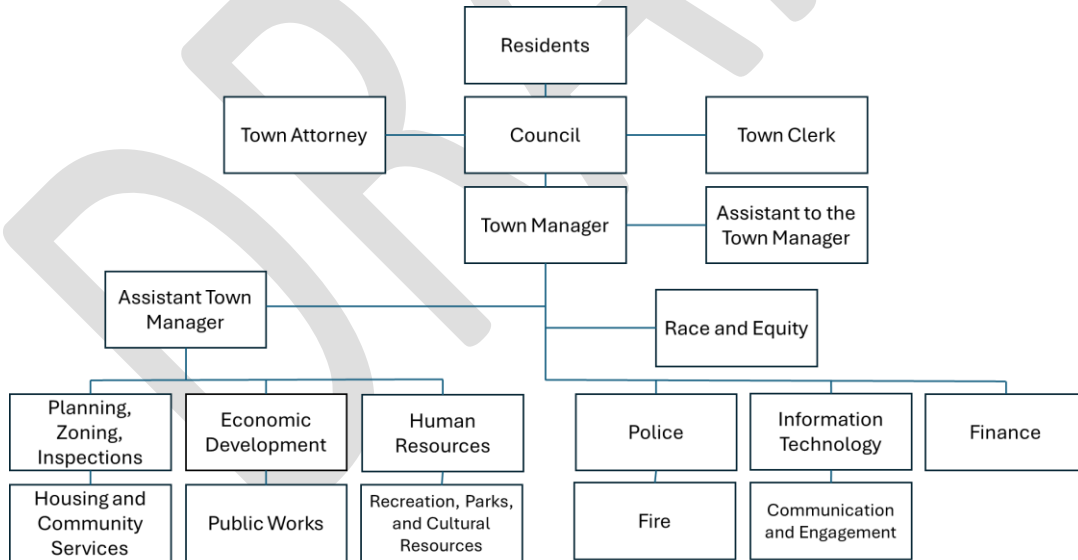 Residents
Town Attorney
Council
Town Clerk
Town Manager
Assistant to the
Town Manager
Assistant Town
Manager
Race and Equity
Planning,
Zoning,
Inspections
Economic
Development
Human
Resources
Police
Information
Technology
Finance
Housing and
Community
Services
Public Works
Recreation, Parks,
and Cultural
Resources
Fire
Communication
and Engagement